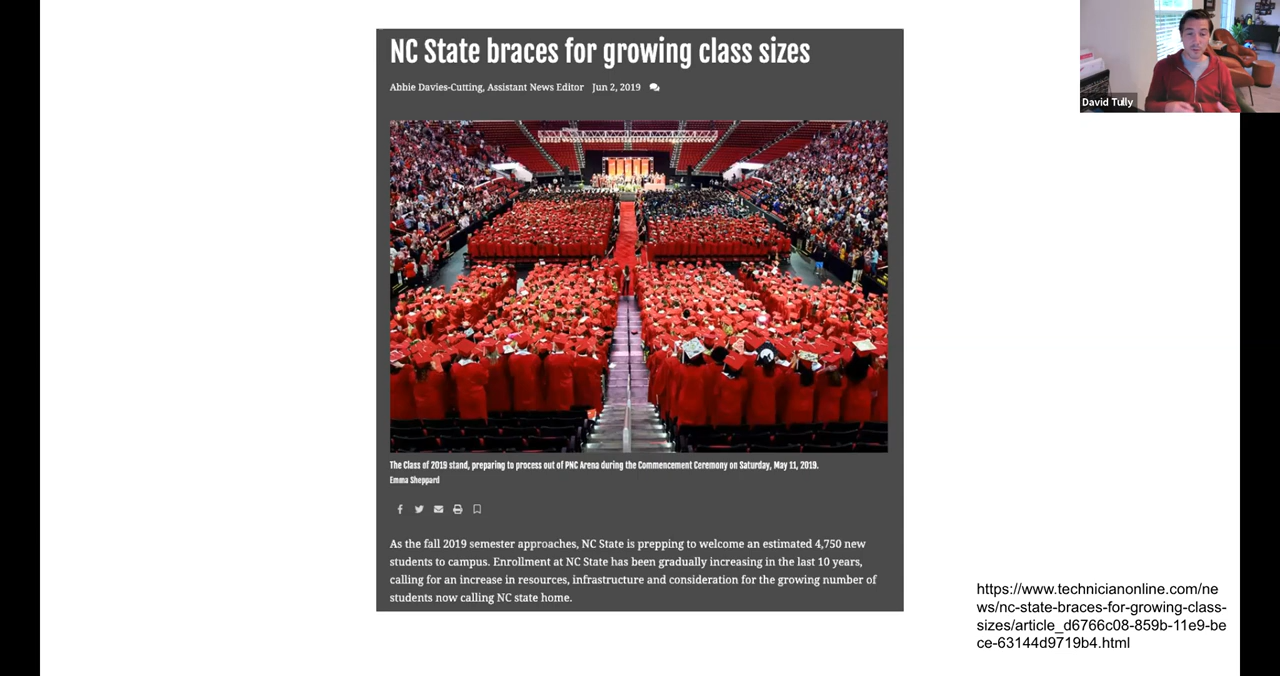 NC State braces for growing class sizes
Abbie Davies-Cutting, Assistant News Editor Jun 2, 2019
The Class of 2019 stand, preparing to process out of PNC Arena during the Commencement Ceremony on Saturday, May 11, 2019.
Emma Sheppard
As the fall 2019 semester approaches, NC State is prepping to welcome an estimated 4,750 new
students to campus. Enrollment at NC State has been gradually increasing in the last 10 years,
calling for an increase in resources, infrastructure and consideration for the growing number of
students now calling NC state home.
https://www.technicianonline.com/ne
ws/nc-state-braces-for-growing-class-
sizes/article_d6766c08-859b-11e9-be
ce-63144d9719b4.html
David Tully